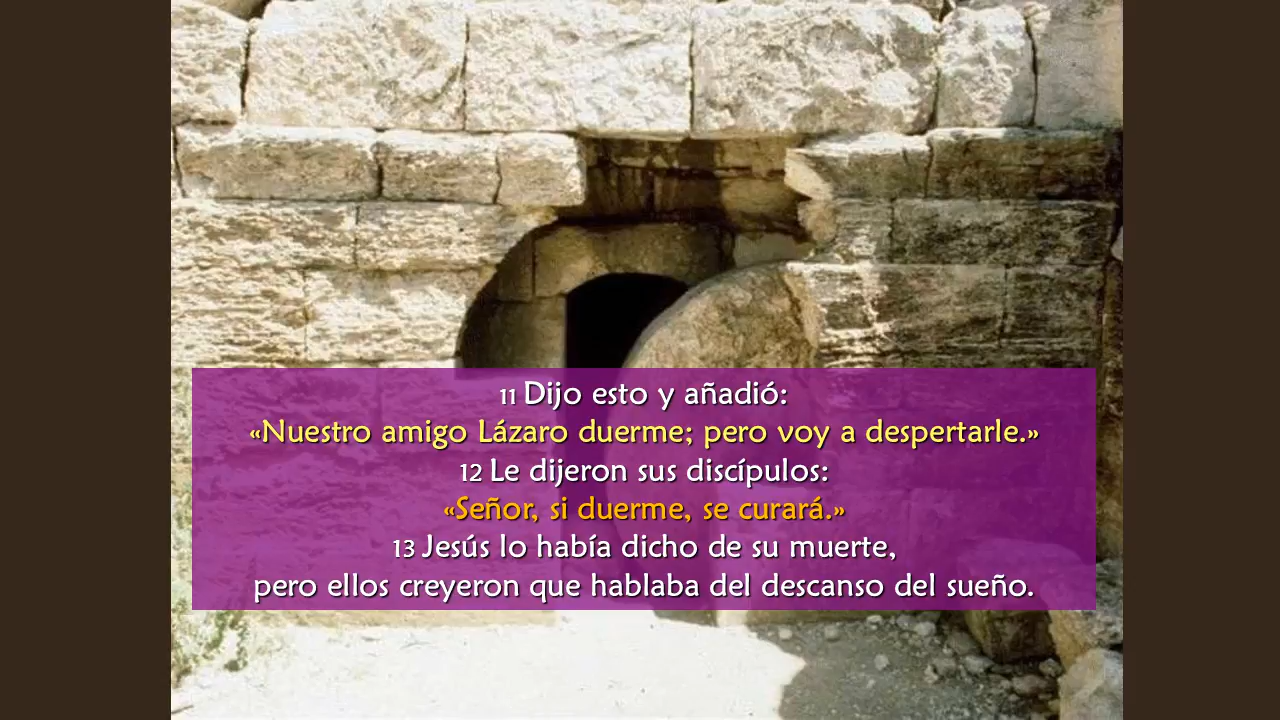 11 Dijo esto y añadió:
«Nuestro amigo Lázaro duerme; pero voy a despertarle.»
12 Le dijeron sus discípulos:
«Señor, si duerme, se curará.»
13 Jesús lo había dicho de su muerte,
pero ellos creyeron que hablaba del descanso del sueño.